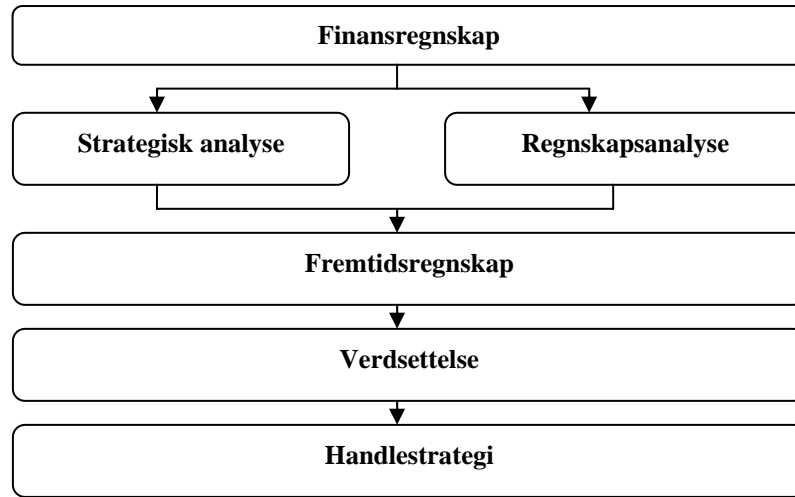 Finansregnskap
Strategisk analyse
Regnskapsanalyse
Fremtidsregnskap
Verdsettelse
Handlestrategi